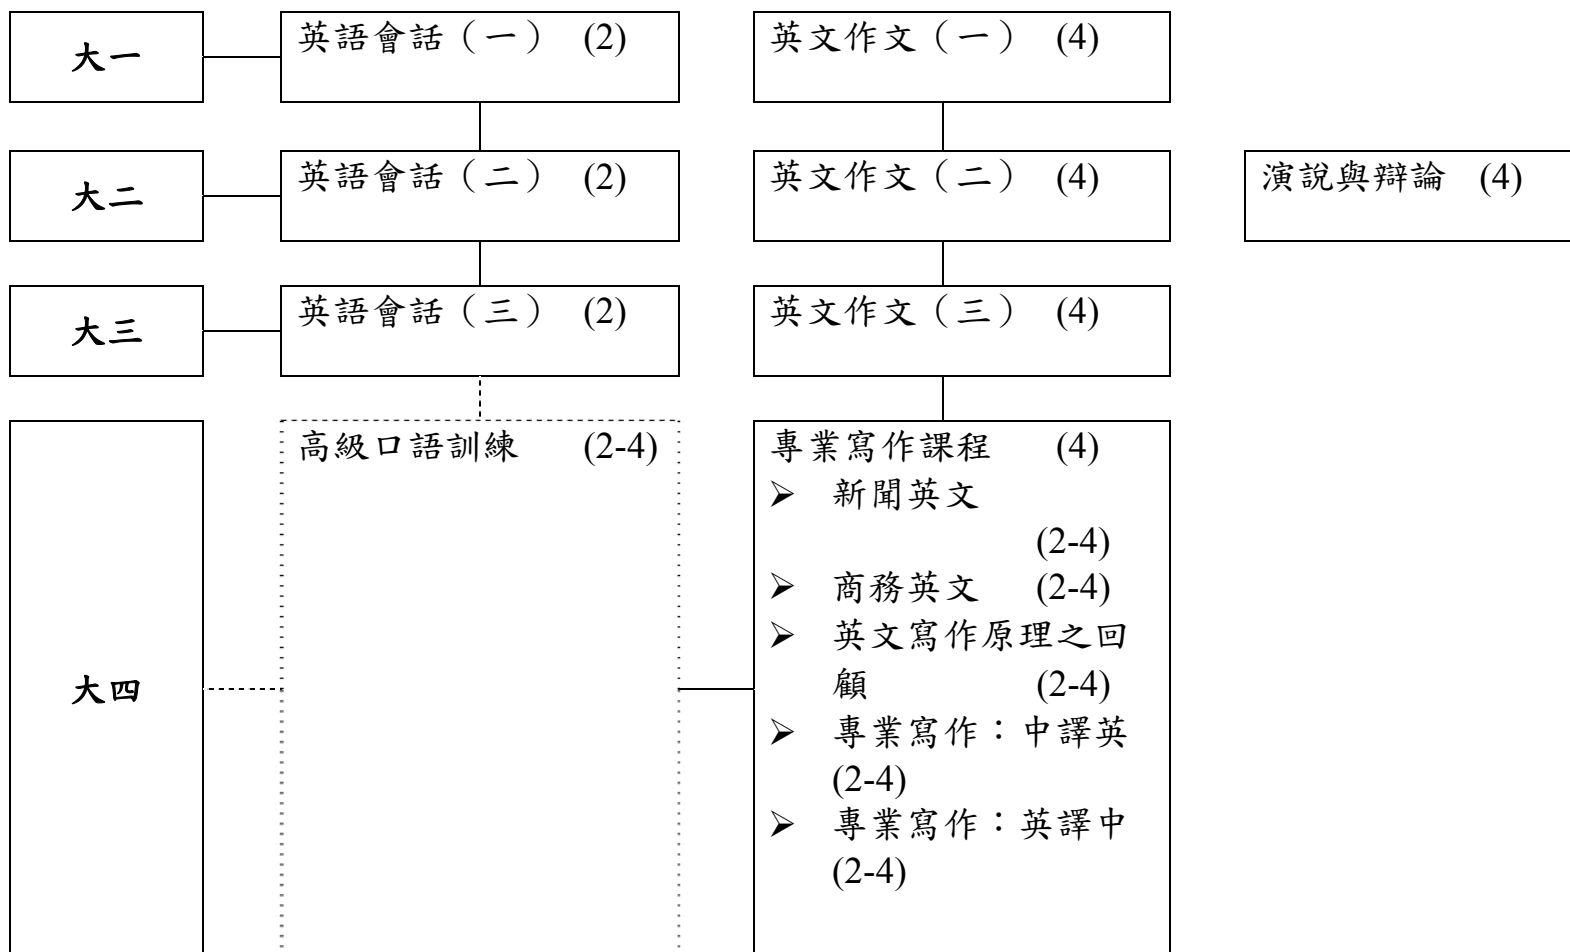 大一
英語會話（一） (2)
英文作文（一） (4)
大二
英語會話（二） (2)
英文作文（二） (4)
演說與辯論 (4)
大三
英語會話（三） (2)
英文作文（三） (4)
大四
高級口語訓練 (2-4)
專業寫作課程 (4)
➢ 新聞英文
(2-4)
➢ 商務英文 (2-4)
➢ 英文寫作原理之回
顧 (2-4)
➢ 專業寫作：中譯英
(2-4)
➢ 專業寫作：英譯中
(2-4)